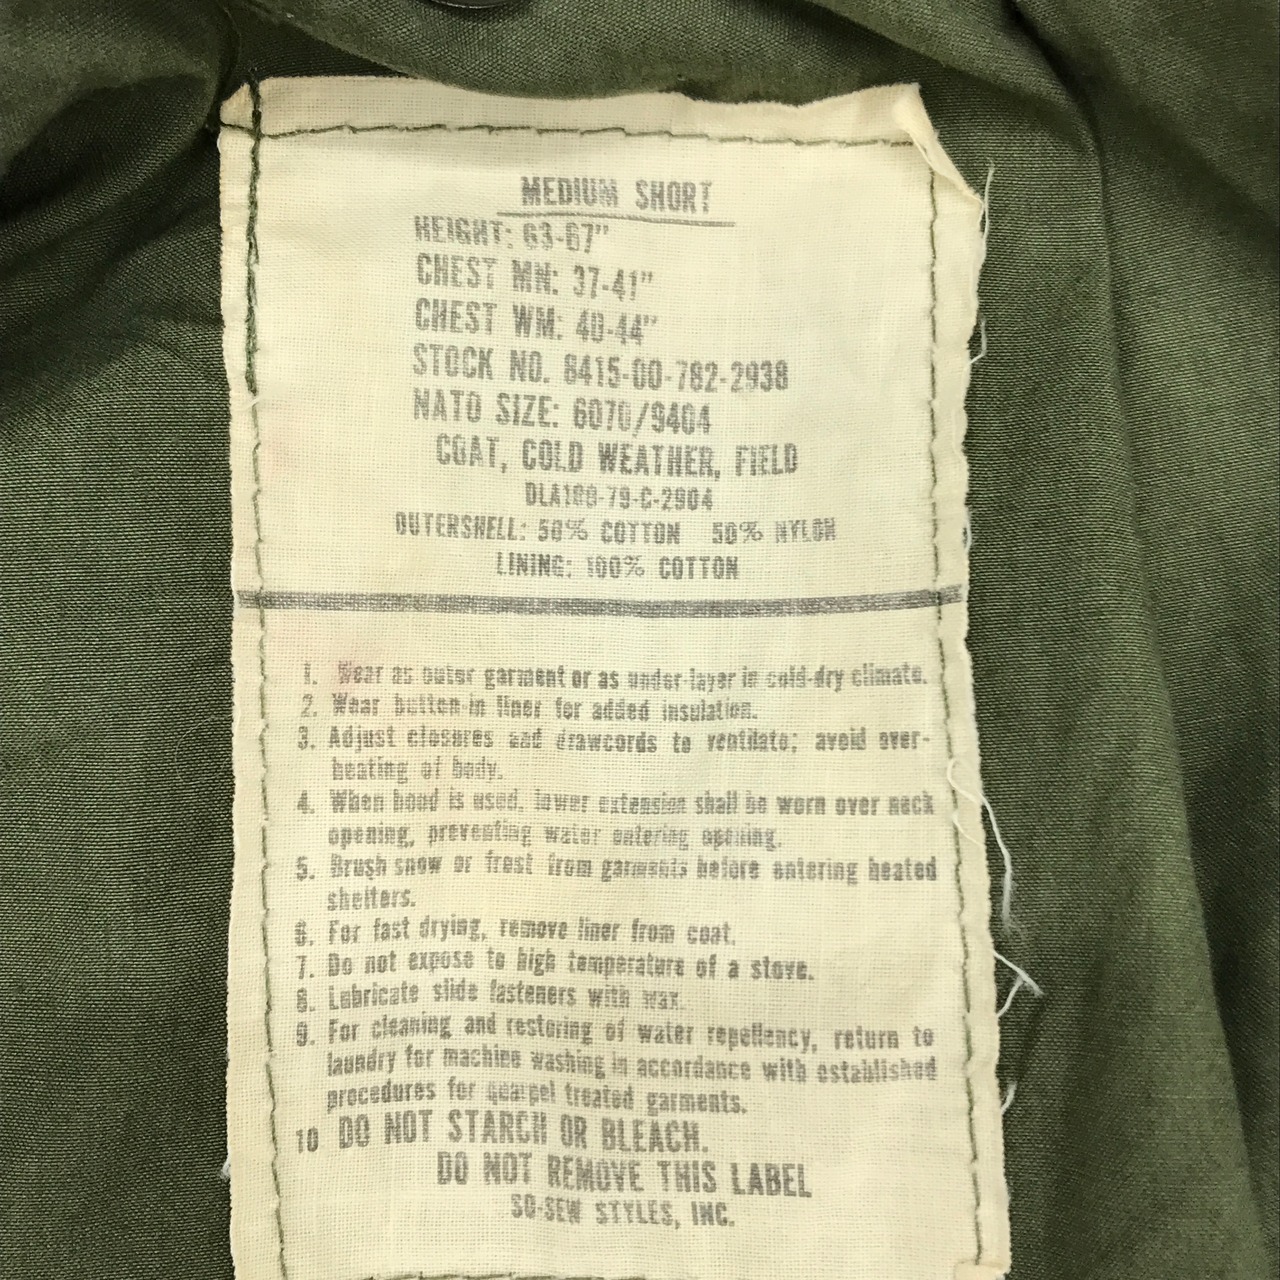 MEDIUM SHORT
HEIGHT: 63-67"
CHEST MN: 37-41"
CHEST WM: 40-44"
STOCK NO. 8415-00-782-2938
NATO SIZE: 6070/9404
COAT, COLD WEATHER, FIELD
DLA100-79-C-2904
OUTERSHELL: 50% COTTON 50% NYLON
LINING: 100% COTTON
1. Wear as outer garment or as under-layer in cold-dry climate.
2. Wear button-in liner for added insulation.
3. Adjust closures and drawcords to ventilate; avoid over-
heating of body.
4. When hood is used, lower extension shall be worn over neck
opening, preventing water entering opening.
5. Brush snow or frost from garments before entering heated
shelters.
6. For fast drying, remove liner from coat.
7. Do not expose to high temperature of a stove.
8. Lubricate slide fasteners with wax.
9. For cleaning and restoring of water repellency, return to
laundry for machine washing in accordance with established
procedures for quarpel treated garments.
10 DO NOT STARCH OR BLEACH.
DO NOT REMOVE THIS LABEL
SO-SEW STYLES, INC.